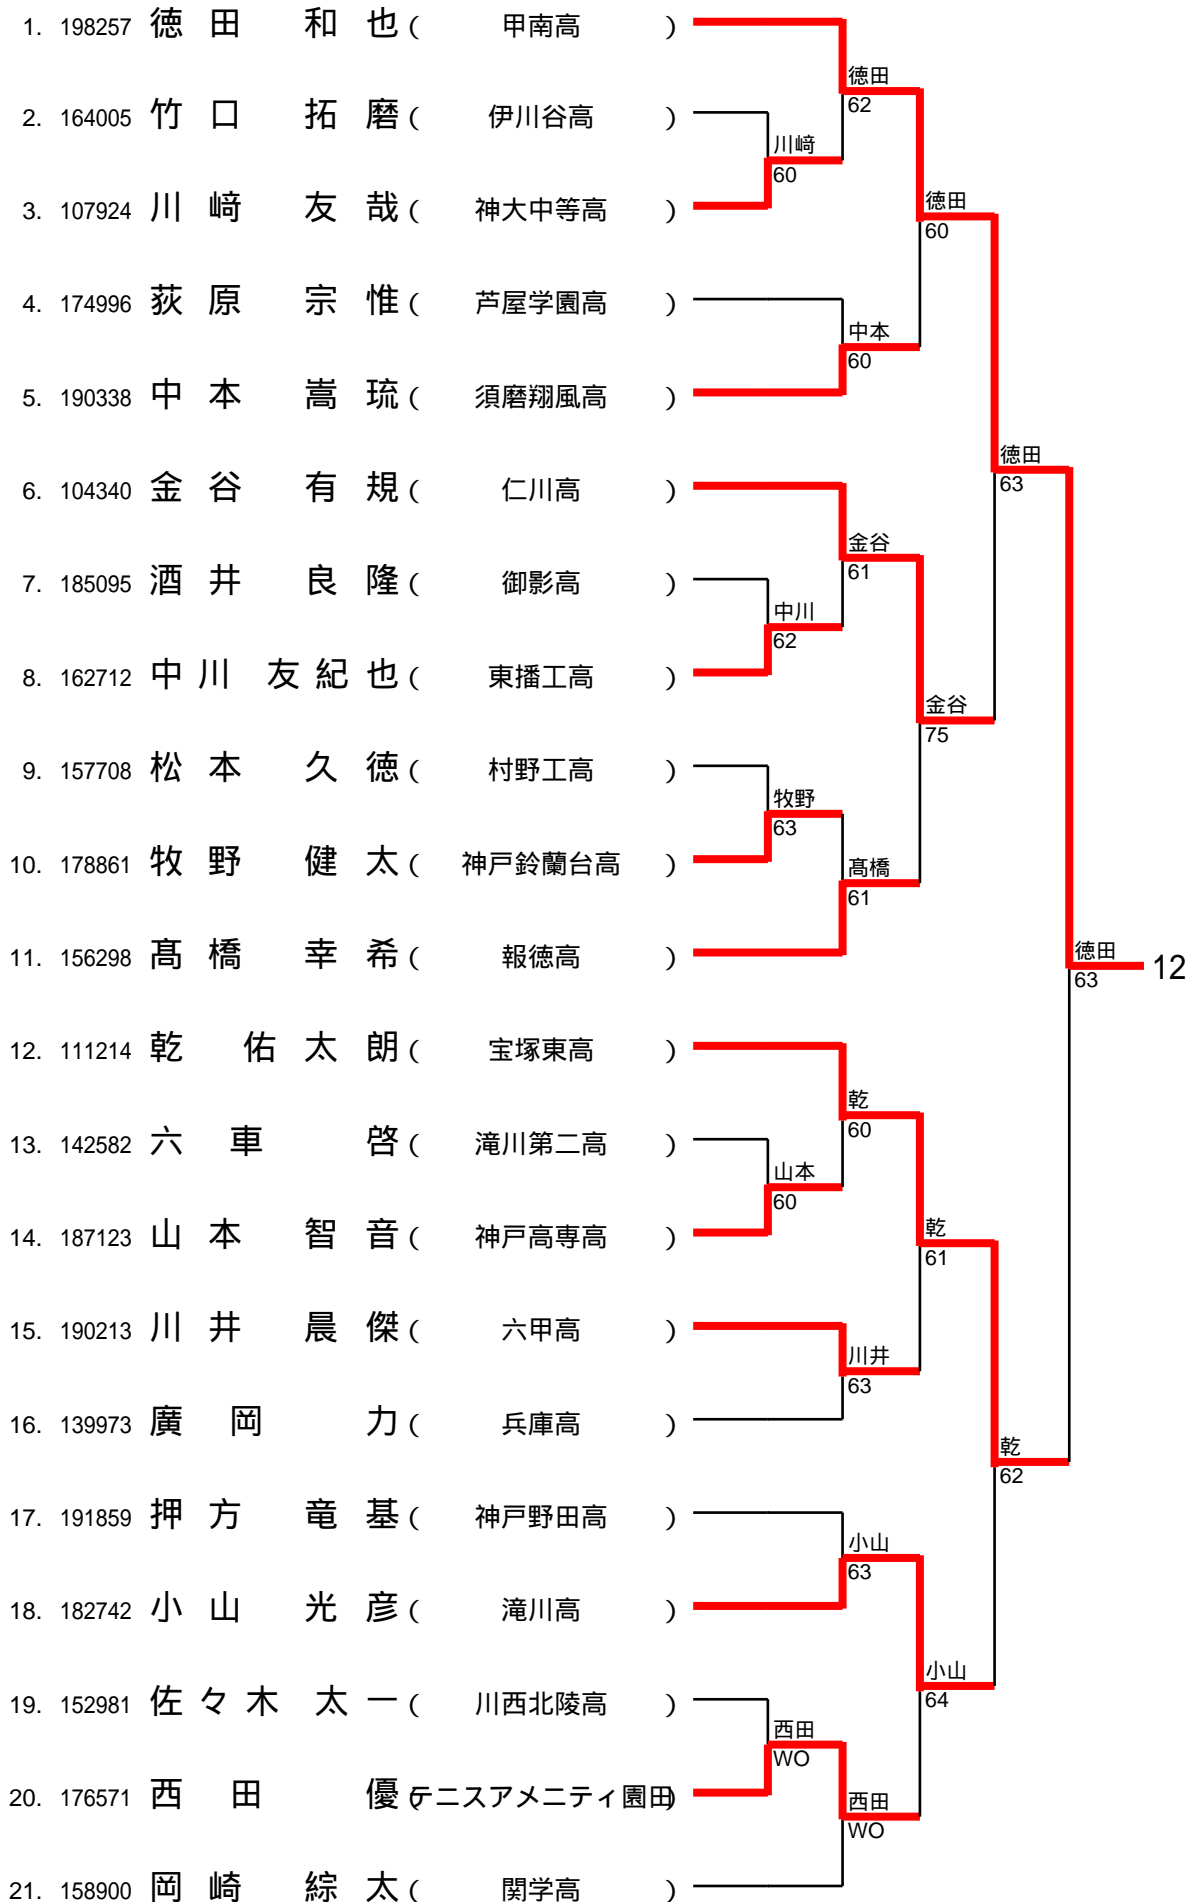 1. 198257 徳田 和也 ( 甲南高 )
徳田
2. 164005 竹口 拓磨 ( 伊川谷高 )
62
川﨑
60
3. 107924 川﨑 友哉 ( 神大中等高 )
徳田
60
4. 174996 荻原 宗惟 ( 芦屋学園高 )
中本
60
5. 190338 中本 嵩琉 ( 須磨翔風高 )
徳田
63
6. 104340 金谷 有規 ( 仁川高 )
金谷
61
7. 185095 酒井 良隆 ( 御影高 )
中川
62
8. 162712 中川 友紀也 ( 東播工高 )
金谷
75
9. 157708 松本 久徳 ( 村野工高 )
牧野
63
10. 178861 牧野 健太 ( 神戸鈴蘭台高 )
髙橋
61
11. 156298 髙橋 幸希 ( 報徳高 )
徳田
63
12
12. 111214 乾 佑太朗 ( 宝塚東高 )
乾
60
13. 142582 六車 啓 ( 滝川第二高 )
山本
60
14. 187123 山本 智音 ( 神戸高専高 )
乾
61
15. 190213 川井 晨傑 ( 六甲高 )
川井
63
16. 139973 廣岡 力 ( 兵庫高 )
乾
62
17. 191859 押方 竜基 ( 神戸野田高 )
小山
63
18. 182742 小山 光彦 ( 滝川高 )
小山
64
19. 152981 佐々木 太一 ( 川西北陵高 )
西田
WO
20. 176571 西田 優 ( テニスアメニティ園田 )
西田
WO
21. 158900 岡崎 綜太 ( 関学高 )